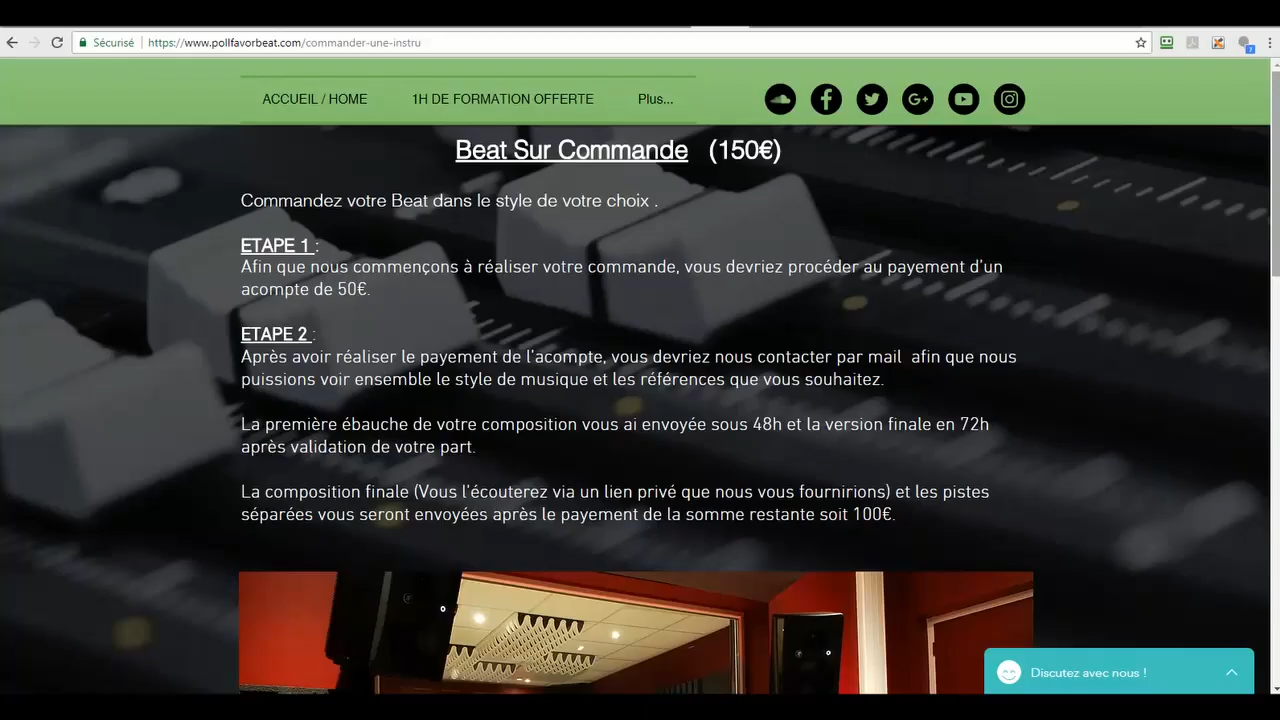 Sécurisé
https://www.pollfavorbeat.com/commander-une-instru
7
ACCUEIL / HOME
1H DE FORMATION OFFERTE
Plus...
Beat Sur Commande (150€)
Commandez votre Beat dans le style de votre choix .
ETAPE 1 :
Afin que nous commençons à réaliser votre commande, vous devriez procéder au payement d'un
acompte de 50€.
ETAPE 2 :
Après avoir réaliser le payement de l'acompte, vous devriez nous contacter par mail afin que nous
puissions voir ensemble le style de musique et les références que vous souhaitez.
La première ébauche de votre composition vous ai envoyée sous 48h et la version finale en 72h
après validation de votre part.
La composition finale (Vous l'écouterez via un lien privé que nous vous fournirions) et les pistes
séparées vous seront envoyées après le payement de la somme restante soit 100€.
Discutez avec nous !